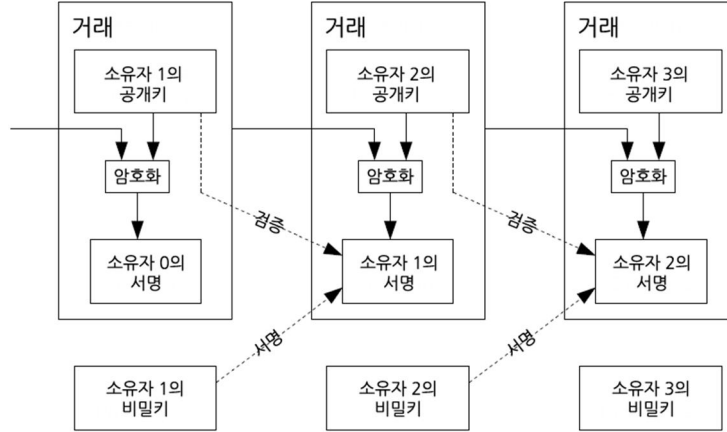 거래
소유자 1의
공개키
암호화
소유자 0의
서명
거래
소유자 2의
공개키
암호화
소유자 1의
서명
거래
소유자 3의
공개키
암호화
소유자 2의
서명
검증
검증
서명
서명
소유자 1의
비밀키
소유자 2의
비밀키
소유자 3의
비밀키